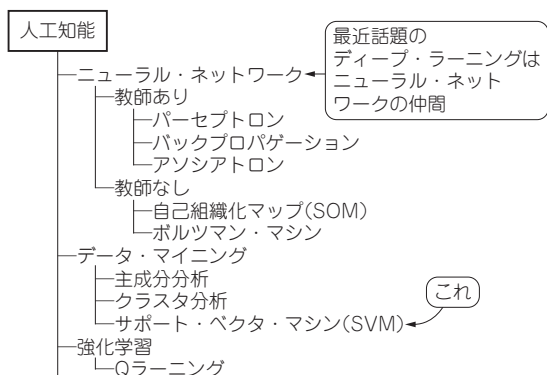 人工知能
最近話題の
ディープ・ラーニングは
ニューラル・ネット
ワークの仲間
ニューラル・ネットワーク
教師あり
パーセプトロン
バックプロパゲーション
アソシアトロン
教師なし
自己組織化マップ(SOM)
ボルツマン・マシン
データ・マイニング
主成分分析
クラスタ分析
これ
サポート・ベクタ・マシン(SVM)
強化学習
Qラーニング